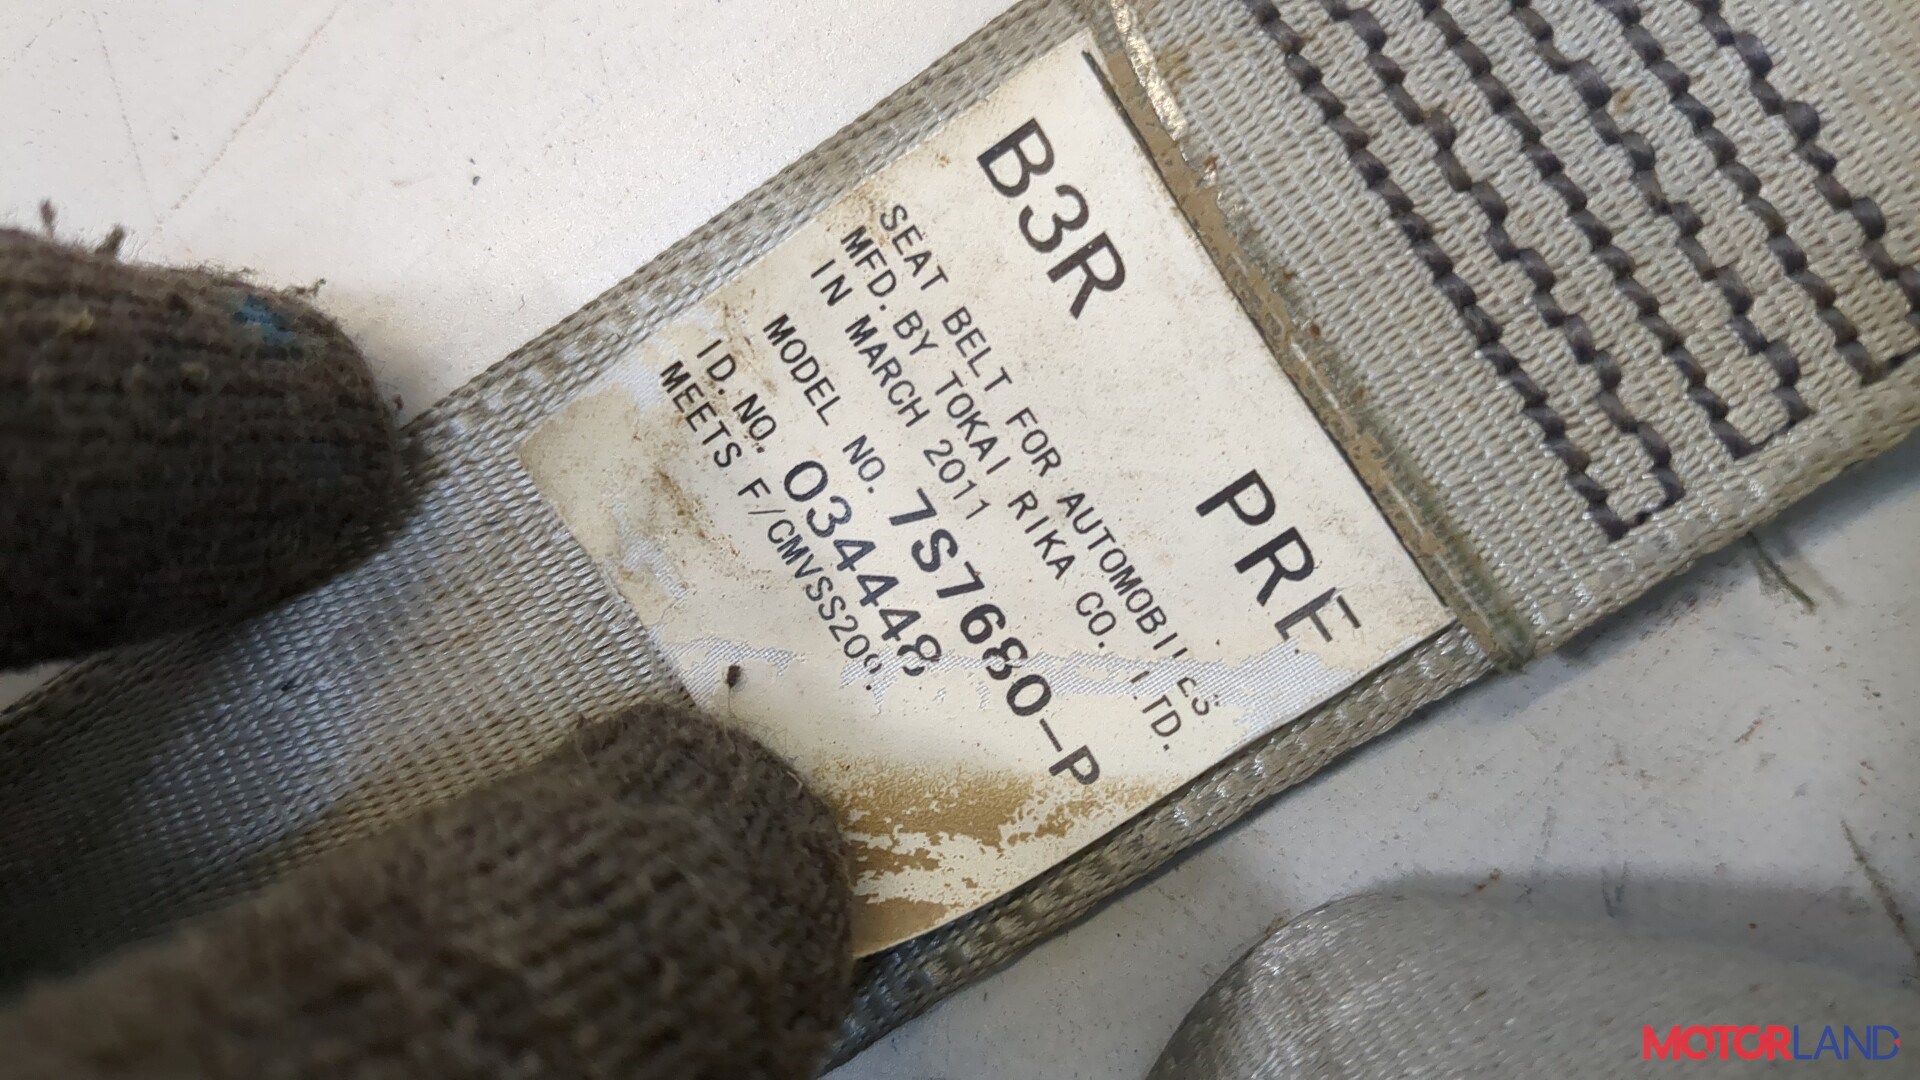 B3R PRE
SEAT BELT FOR AUTOMOBILES
MFD. BY TOKAI RIKA CO. LTD.
IN MARCH 2011
MODEL NO. 7S7680-P
ID. NO. 034448
MEETS F/CMVSS209.
MOTORLAND